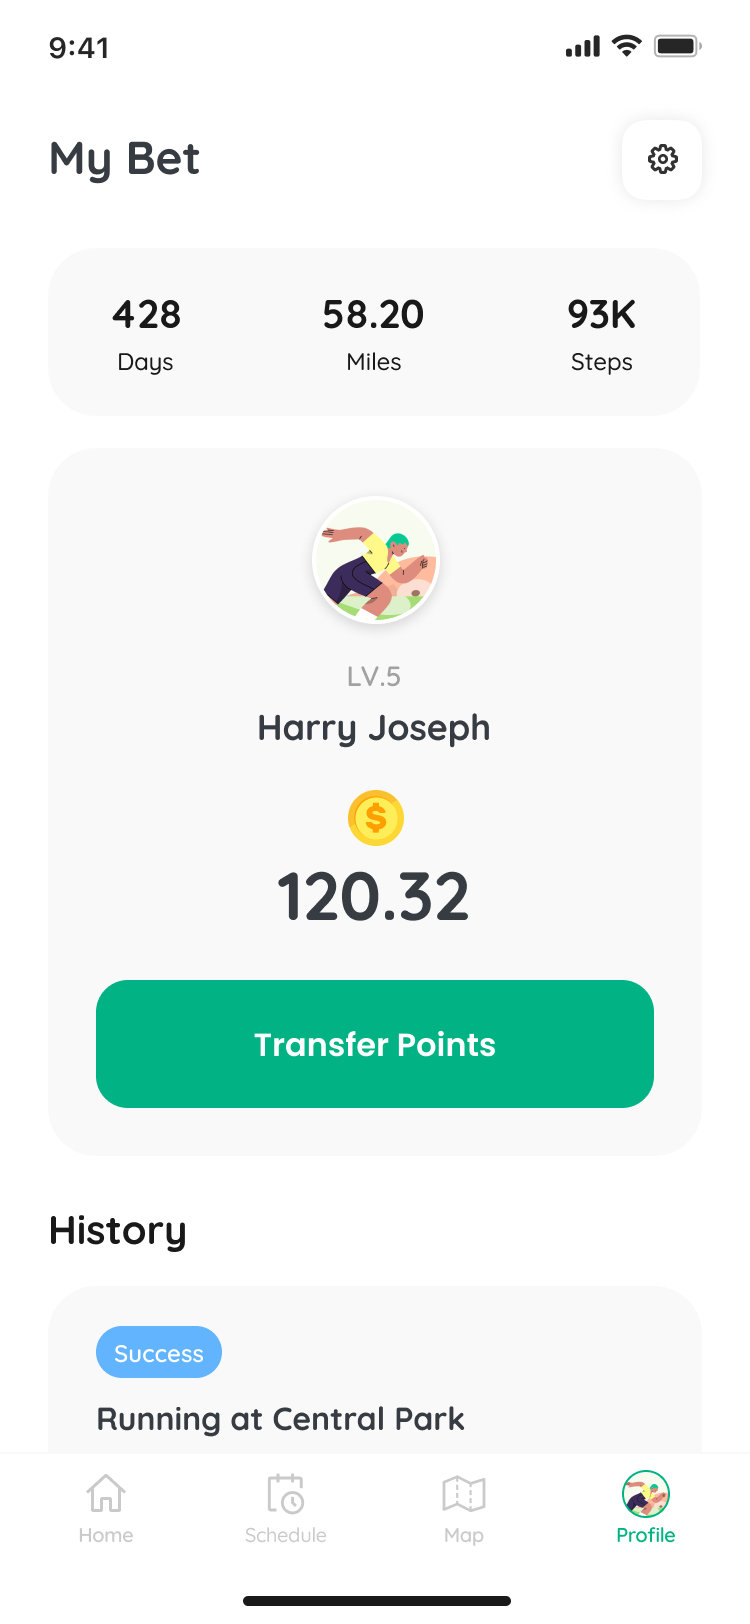 9:41
My Bet
428
58.20
93K
Days
Miles
Steps
LV.5
Harry Joseph
$
120.32
Transfer Points
History
Success
Running at Central Park
Home
Schedule
Map
Profile